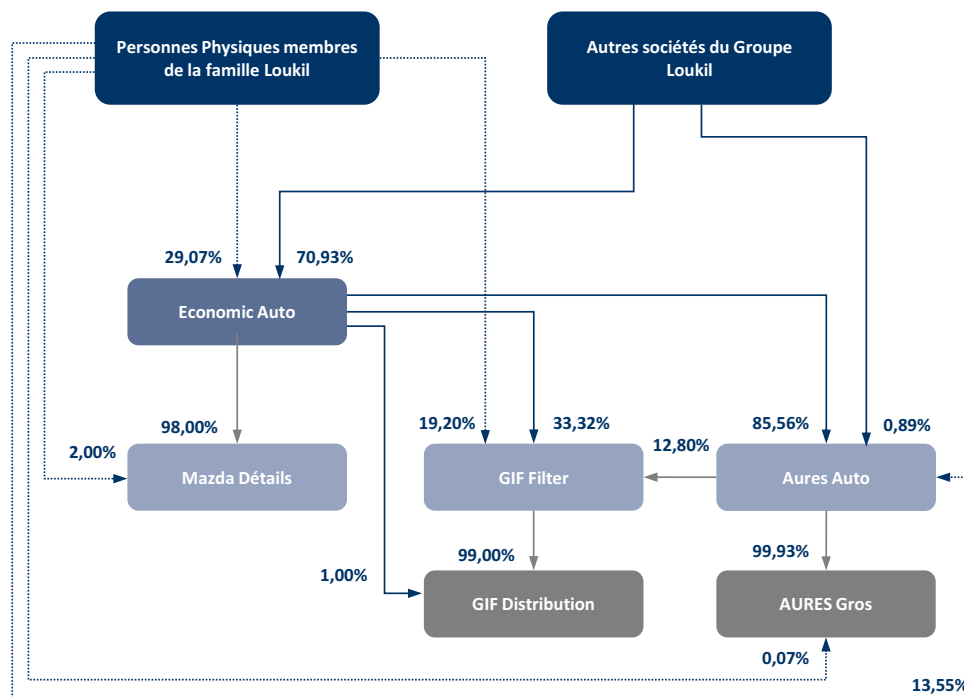 Personnes Physiques membres
de la famille Loukil
Autres sociétés du Groupe
Loukil
29,07%
70,93%
Economic Auto
98,00%
19,20%
33,32%
85,56%
0,89%
2,00%
12,80%
Mazda Détails
GIF Filter
Aures Auto
99,00%
99,93%
1,00%
GIF Distribution
AURES Gros
0,07%
13,55%